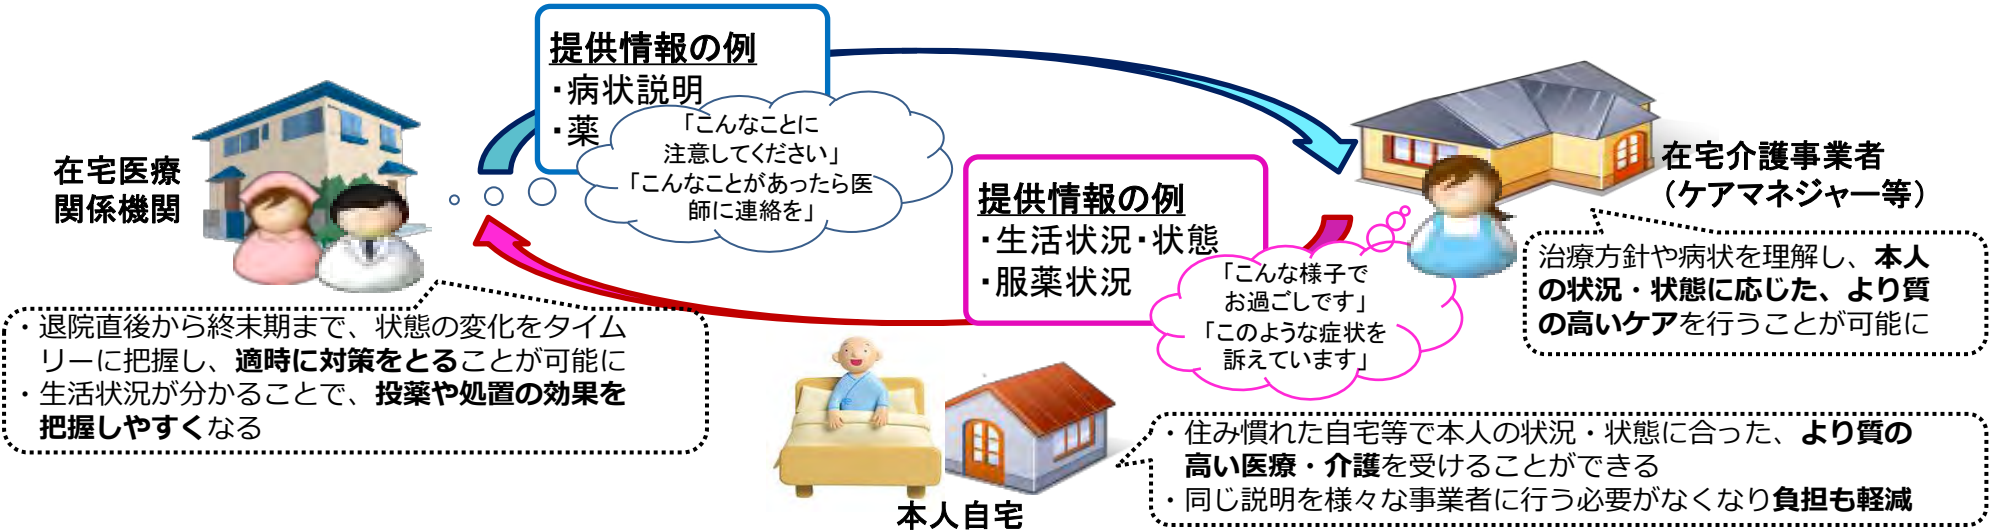 提供情報の例
・病状説明
・薬
「こんなことに
注意してください」
「こんなことがあったら医
師に連絡を」
在宅医療
関係機関
提供情報の例
・生活状況・状態
・服薬状況
「こんな様子で
お過ごしです」
「このような症状を
訴えています」
在宅介護事業者
（ケアマネジャー等）
治療方針や病状を理解し、本人
の状況・状態に応じた、より質
の高いケアを行うことが可能に
・退院直後から終末期まで、状態の変化をタイム
リーに把握し、適時に対策をとることが可能に
・生活状況が分かることで、投薬や処置の効果を
把握しやすくなる
本人自宅
・住み慣れた自宅等で本人の状況・状態に合った、より質の
高い医療・介護を受けることができる
・同じ説明を様々な事業者に行う必要がなくなり負担も軽減